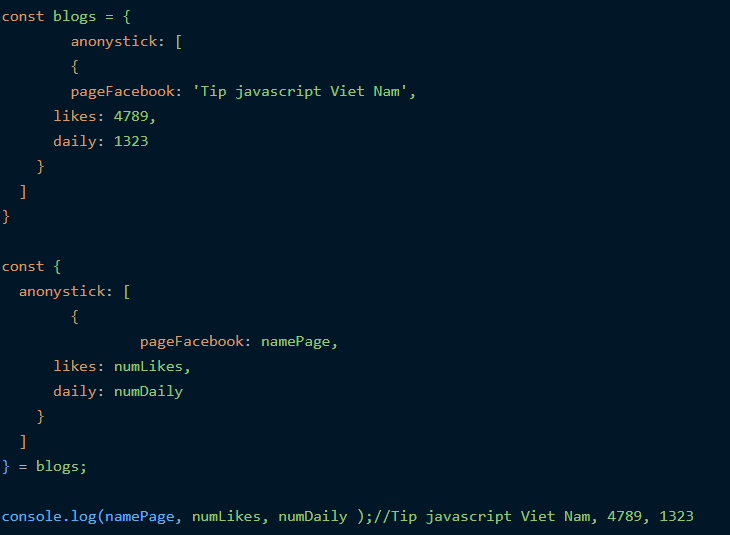 const blogs = {
anonystick: [
{
pageFacebook: 'Tip javascript Viet Nam',
likes: 4789,
daily: 1323
}
]
}
const {
anonystick: [
{
pageFacebook: namePage,
likes: numLikes,
daily: numDaily
}
]
} = blogs;
console.log(namePage, numLikes, numDaily );//Tip javascript Viet Nam, 4789, 1323